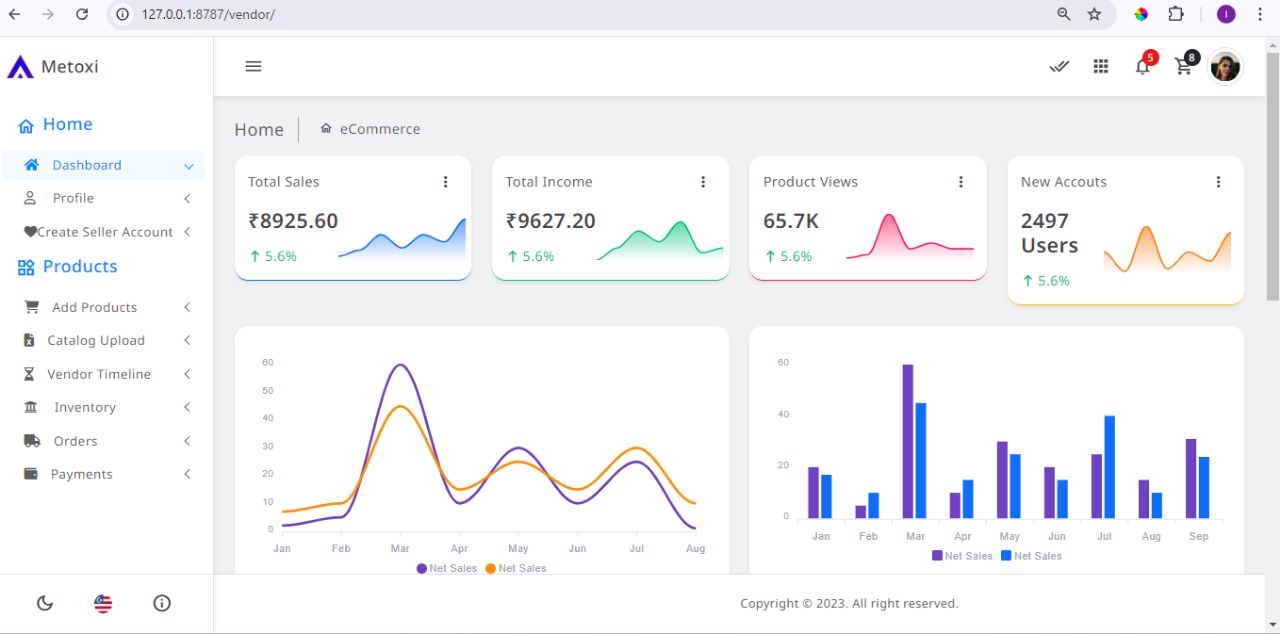 127.0.0.1:8787/vendor/
I
Metoxi
5
8
Home
Dashboard
Profile
Create Seller Account
Products
Add Products
Catalog Upload
Vendor Timeline
Inventory
Orders
Payments
Home
eCommerce
Total Sales
₹8925.60
↑ 5.6%
Total Income
₹9627.20
↑ 5.6%
Product Views
65.7K
↑ 5.6%
New Accouts
2497
Users
↑ 5.6%
60
50
40
30
20
10
0
Jan Feb Mar Apr May Jun Jul Aug
Net Sales Net Sales
60
40
20
0
Jan Feb Mar Apr May Jun Jul Aug Sep
Net Sales Net Sales
Copyright © 2023. All right reserved.